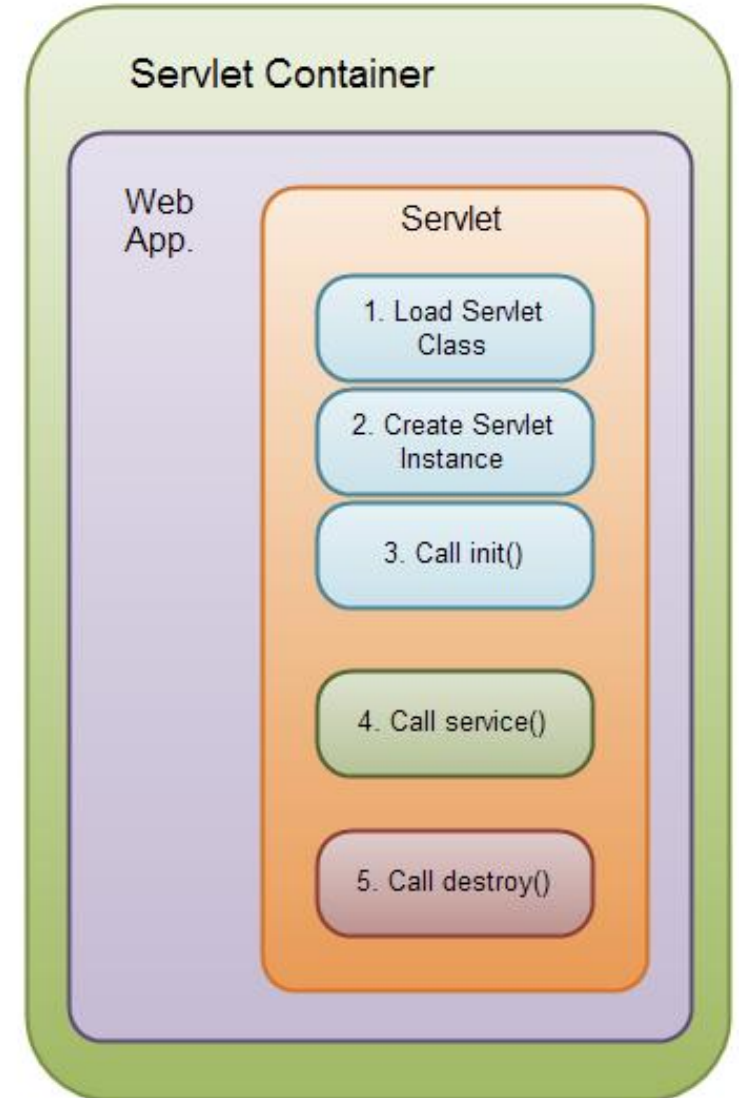 Servlet Container
Web
App.
Servlet
1. Load Servlet
Class
2. Create Servlet
Instance
3. Call init()
4. Call service()
5. Call destroy()